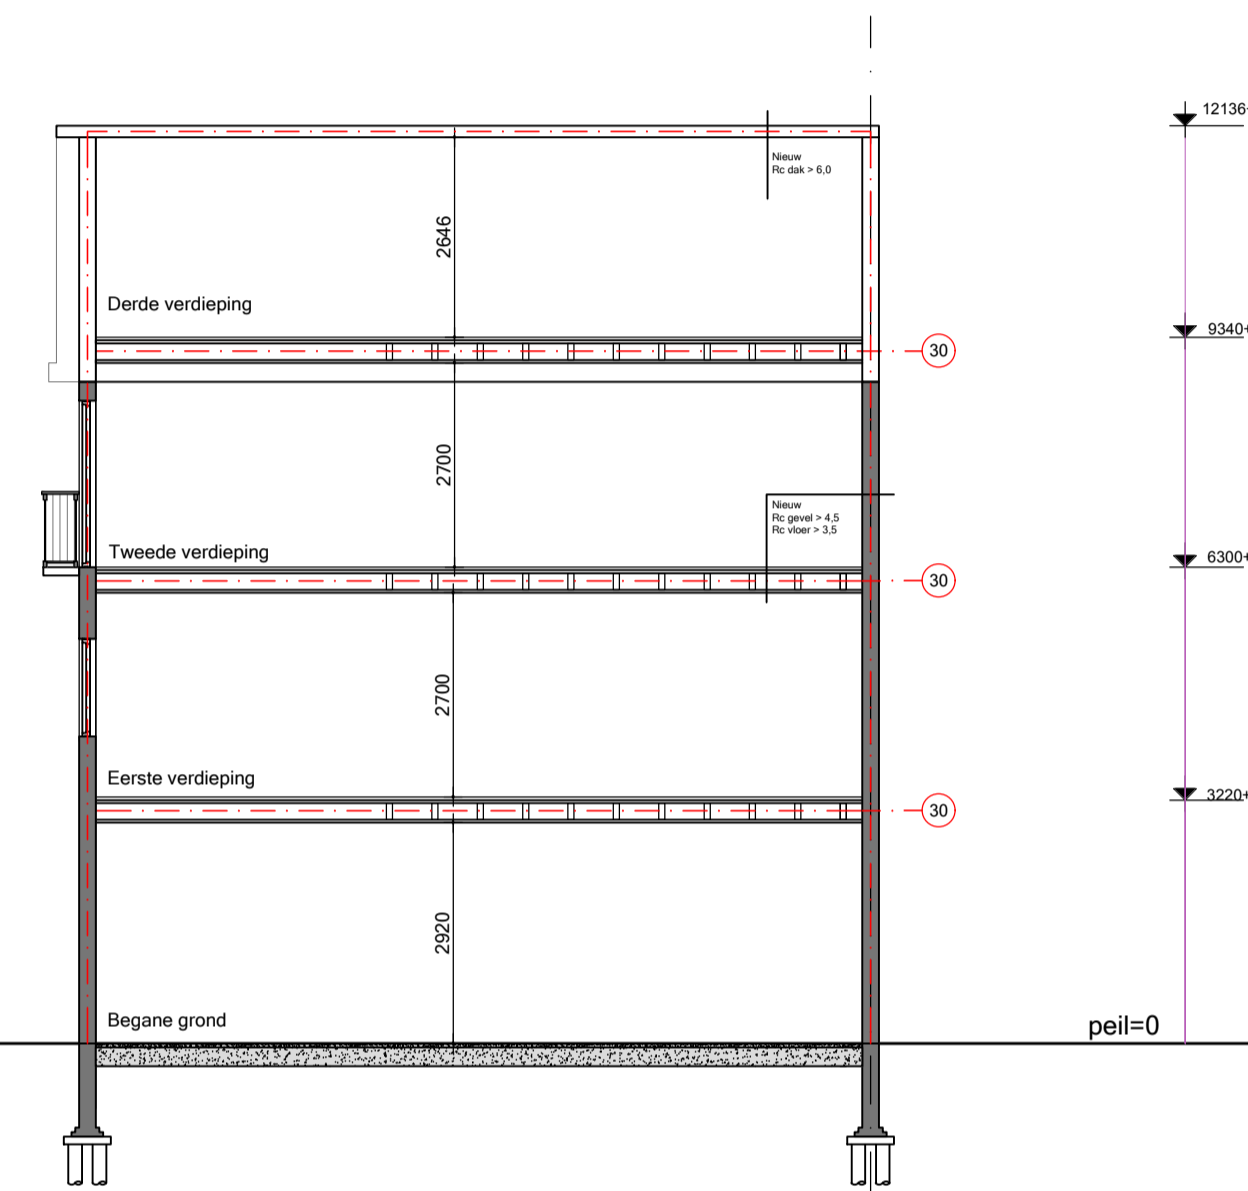 12136+
Nieuw
Rc dak > 6,0
2646
Derde verdieping
9340+
30
2700
Nieuw
Rc gevel > 4,5
Rc vloer > 3,5
Tweede verdieping
6300+
30
2700
Eerste verdieping
3220+
30
2920
Begane grond
peil=0